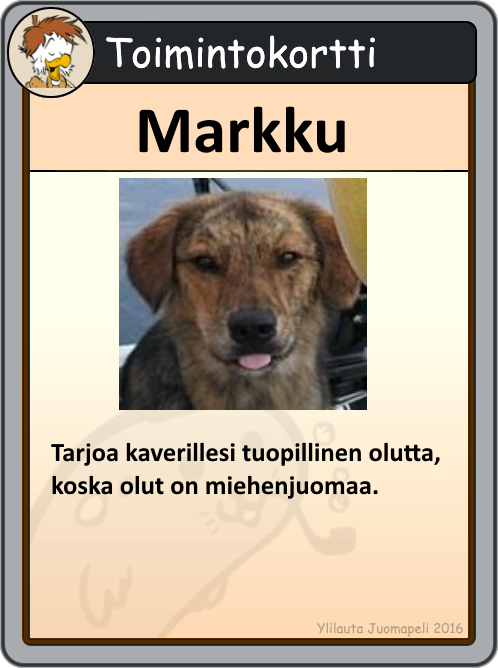 Toimintokortti
Markku
Tarjoa kaverillesi tuopillinen olutta,
koska olut on miehenjuomaa.
Ylilauta Juomapeli 2016